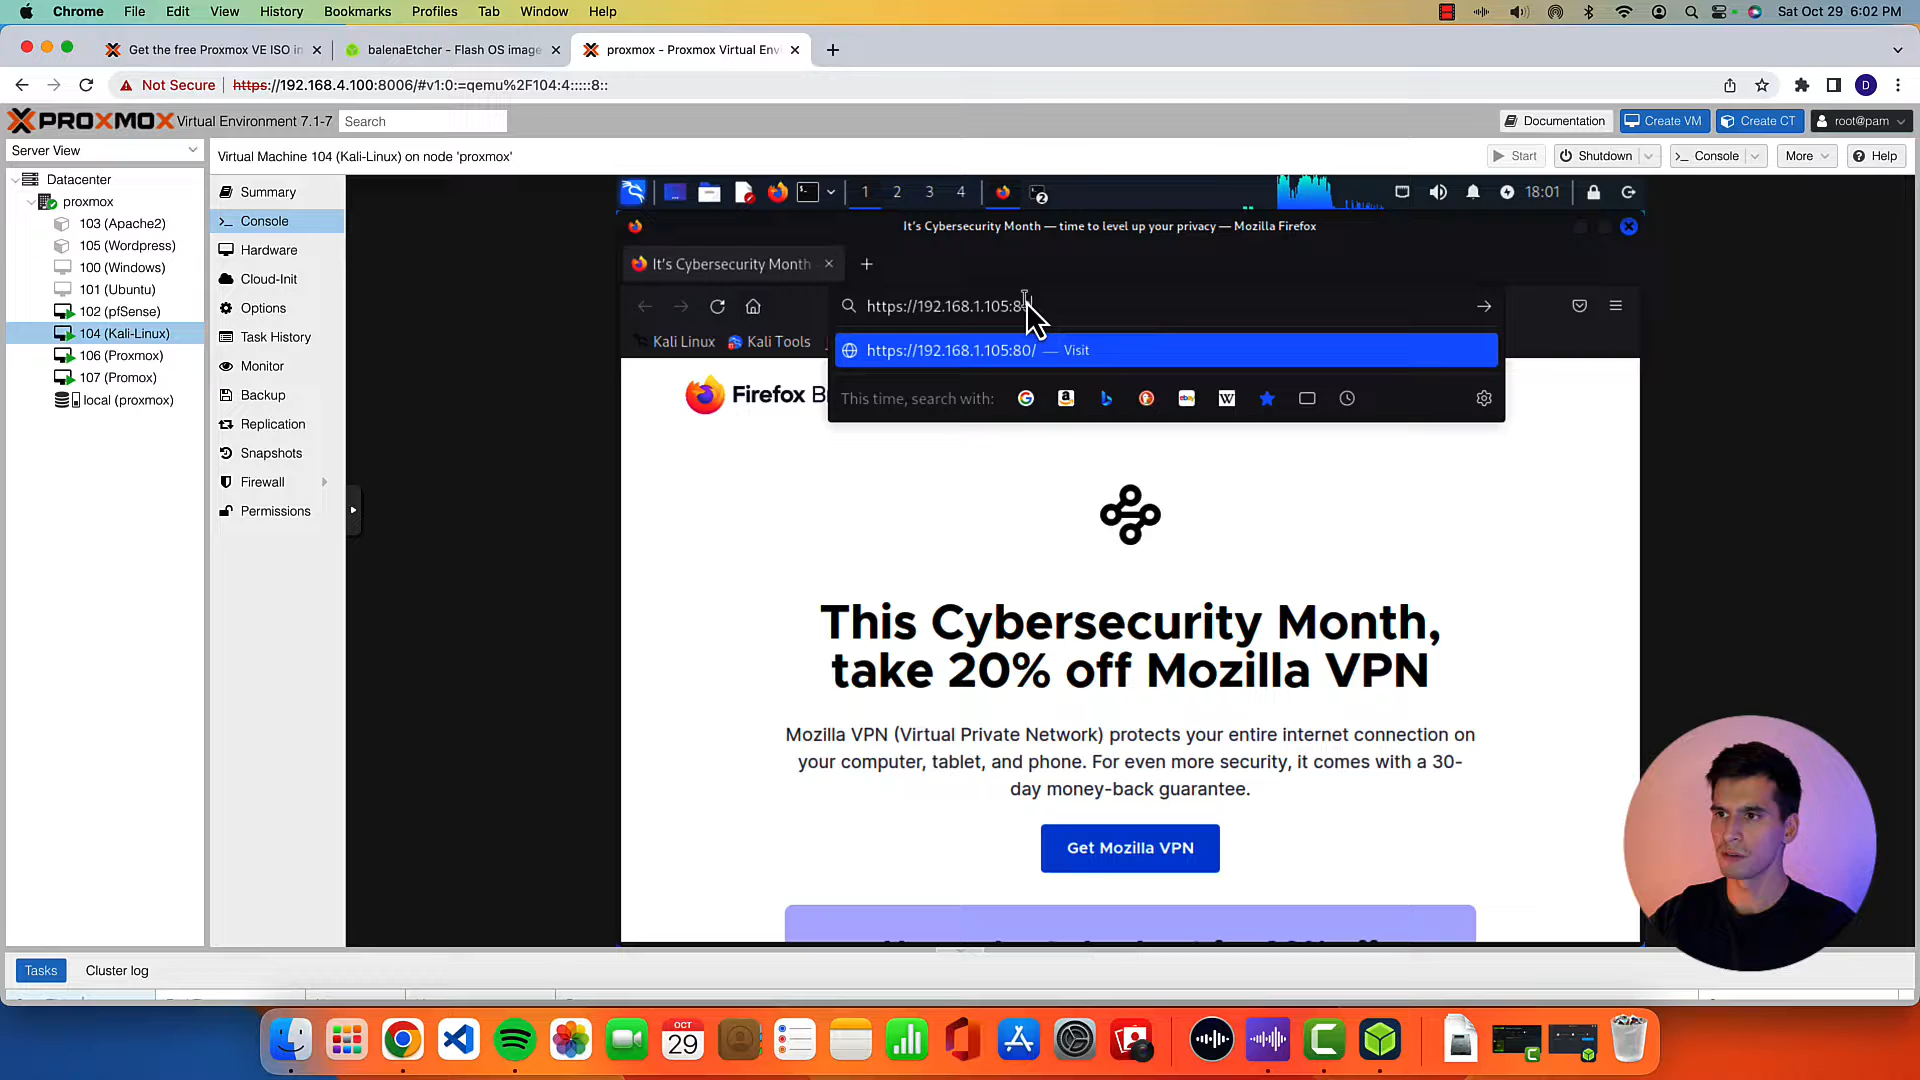 Chrome File Edit View History Bookmarks Profiles Tab Window Help Sat Oct 29 6:02 PM
Get the free Proxmox VE ISO in balenaEtcher - Flash OS image proxmox - Proxmox Virtual Env
Not Secure https://192.168.4.100:8006/#v1:0:=qemu%2F104:4:::::8::
D
PROXMOX Virtual Environment 7.1-7 Search Documentation Create VM Create CT root@pam
Server View
Virtual Machine 104 (Kali-Linux) on node 'proxmox' Start Shutdown Console More Help
Datacenter
proxmox
103 (Apache2)
105 (Wordpress)
100 (Windows)
101 (Ubuntu)
102 (pfSense)
104 (Kali-Linux)
106 (Proxmox)
107 (Promox)
local (proxmox)
Summary
Console
Hardware
Cloud-Init
Options
Task History
Monitor
Backup
Replication
Snapshots
Firewall
Permissions
1 2 3 4 2 18:01
It's Cybersecurity Month — time to level up your privacy — Mozilla Firefox
It's Cybersecurity Month
https://192.168.1.105:80
Kali Linux Kali Tools
https://192.168.1.105:80/ — Visit
This time, search with:
Firefox
This Cybersecurity Month,
take 20% off Mozilla VPN
Mozilla VPN (Virtual Private Network) protects your entire internet connection on
your computer, tablet, and phone. For even more security, it comes with a 30-
day money-back guarantee.
Get Mozilla VPN
Tasks Cluster log
OCT
29